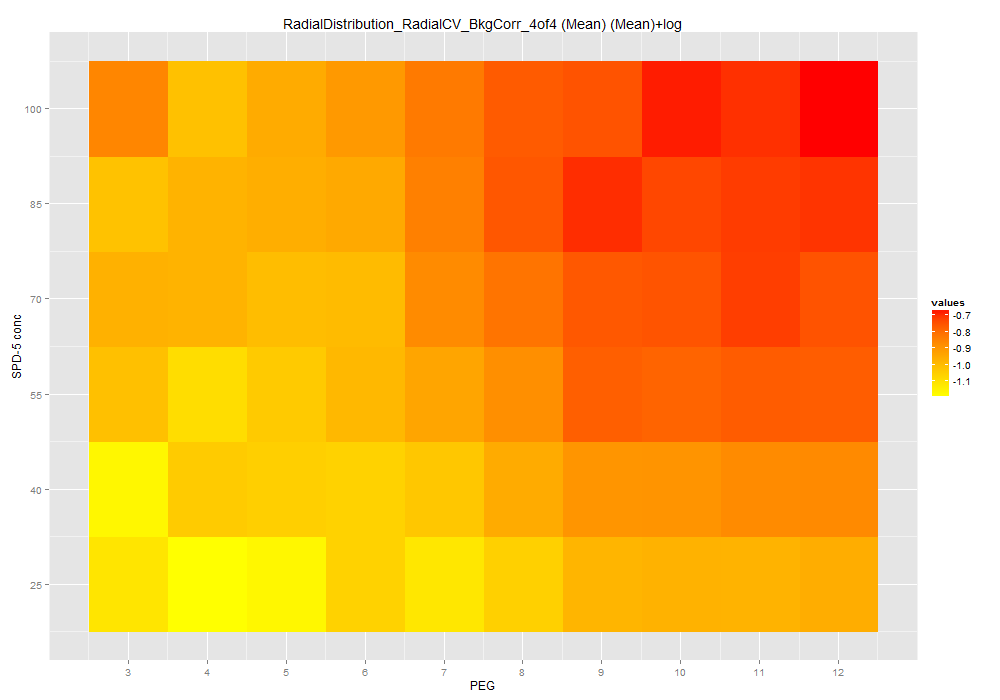 RadialDistribution_RadialCV_BkgCorr_4of4 (Mean) (Mean)+log
SPD-5 conc
100
85
70
55
40
25
3 4 5 6 7 8 9 10 11 12
PEG
values
-0.7
-0.8
-0.9
-1.0
-1.1